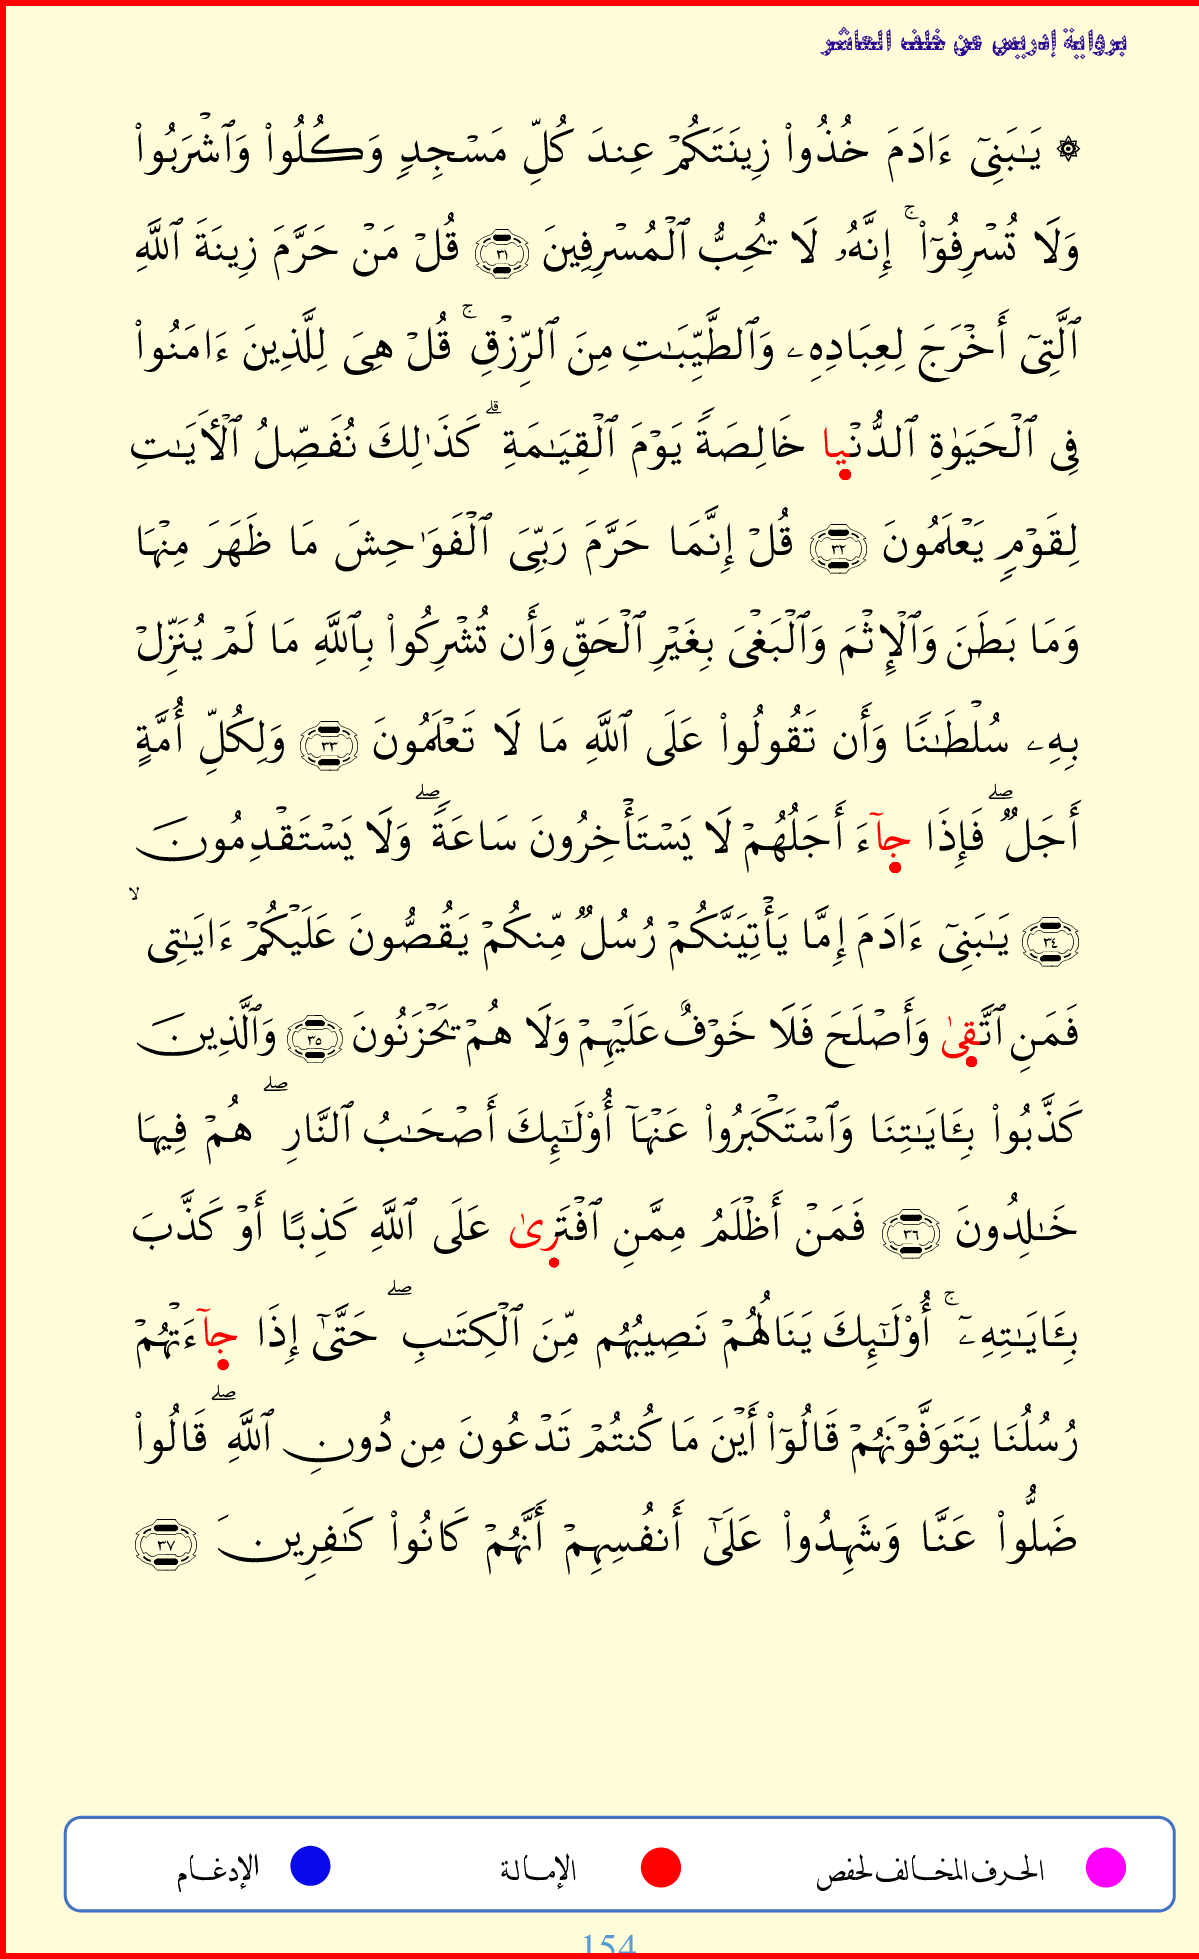 برواية إدريس عن خلف العاشر
۞ يَٰبَنِىٓ ءَادَمَ خُذُوا۟ زِينَتَكُمْ عِندَ كُلِّ مَسْجِدٍ وَكُلُوا۟ وَٱشْرَبُوا۟
وَلَا تُسْرِفُوٓا۟ ۚ إِنَّهُۥ لَا يُحِبُّ ٱلْمُسْرِفِينَ ٣١ قُلْ مَنْ حَرَّمَ زِينَةَ ٱللَّهِ
ٱلَّتِىٓ أَخْرَجَ لِعِبَادِهِۦ وَٱلطَّيِّبَٰتِ مِنَ ٱلرِّزْقِ ۚ قُلْ هِىَ لِلَّذِينَ ءَامَنُوا۟
فِى ٱلْحَيَوٰةِ ٱلدُّنْيا خَالِصَةً يَوْمَ ٱلْقِيَٰمَةِ ۗ كَذَٰلِكَ نُفَصِّلُ ٱلْأَيَٰتِ
لِقَوْمٍ يَعْلَمُونَ ٣٢ قُلْ إِنَّمَا حَرَّمَ رَبِّىَ ٱلْفَوَٰحِشَ مَا ظَهَرَ مِنْهَا
وَمَا بَطَنَ وَٱلْإِثْمَ وَٱلْبَغْىَ بِغَيْرِ ٱلْحَقِّ وَأَن تُشْرِكُوا۟ بِٱللَّهِ مَا لَمْ يُنَزِّلْ
بِهِۦ سُلْطَٰنًا وَأَن تَقُولُوا۟ عَلَى ٱللَّهِ مَا لَا تَعْلَمُونَ ٣٣ وَلِكُلِّ أُمَّةٍ
أَجَلٌ ۖ فَإِذَا جِآءَ أَجَلُهُمْ لَا يَسْتَأْخِرُونَ سَاعَةً ۖ وَلَا يَسْتَقْدِمُونَ
٣٤ يَٰبَنِىٓ ءَادَمَ إِمَّا يَأْتِيَنَّكُمْ رُسُلٌ مِّنكُمْ يَقُصُّونَ عَلَيْكُمْ ءَايَٰتِى ۙ
فَمَنِ ٱتَّقِىٰ وَأَصْلَحَ فَلَا خَوْفٌ عَلَيْهِمْ وَلَا هُمْ يَحْزَنُونَ ٣٥ وَٱلَّذِينَ
كَذَّبُوا۟ بِـَٔايَٰتِنَا وَٱسْتَكْبَرُوا۟ عَنْهَآ أُو۟لَٰٓئِكَ أَصْحَٰبُ ٱلنَّارِ ۖ هُمْ فِيهَا
خَٰلِدُونَ ٣٦ فَمَنْ أَظْلَمُ مِمَّنِ ٱفْتَرِىٰ عَلَى ٱللَّهِ كَذِبًا أَوْ كَذَّبَ
بِـَٔايَٰتِهِۦٓ ۚ أُو۟لَٰٓئِكَ يَنَالُهُمْ نَصِيبُهُم مِّنَ ٱلْكِتَٰبِ ۖ حَتَّىٰٓ إِذَا جِآءَتْهُمْ
رُسُلُنَا يَتَوَفَّوْنَهُمْ قَالُوٓا۟ أَيْنَ مَا كُنتُمْ تَدْعُونَ مِن دُونِ ٱللَّهِ ۖ قَالُوا۟
ضَلُّوا۟ عَنَّا وَشَهِدُوا۟ عَلَىٰٓ أَنفُسِهِمْ أَنَّهُمْ كَانُوا۟ كَٰفِرِينَ ٣٧
الحرف المخالف لحفص الإمالة الإدغام
154